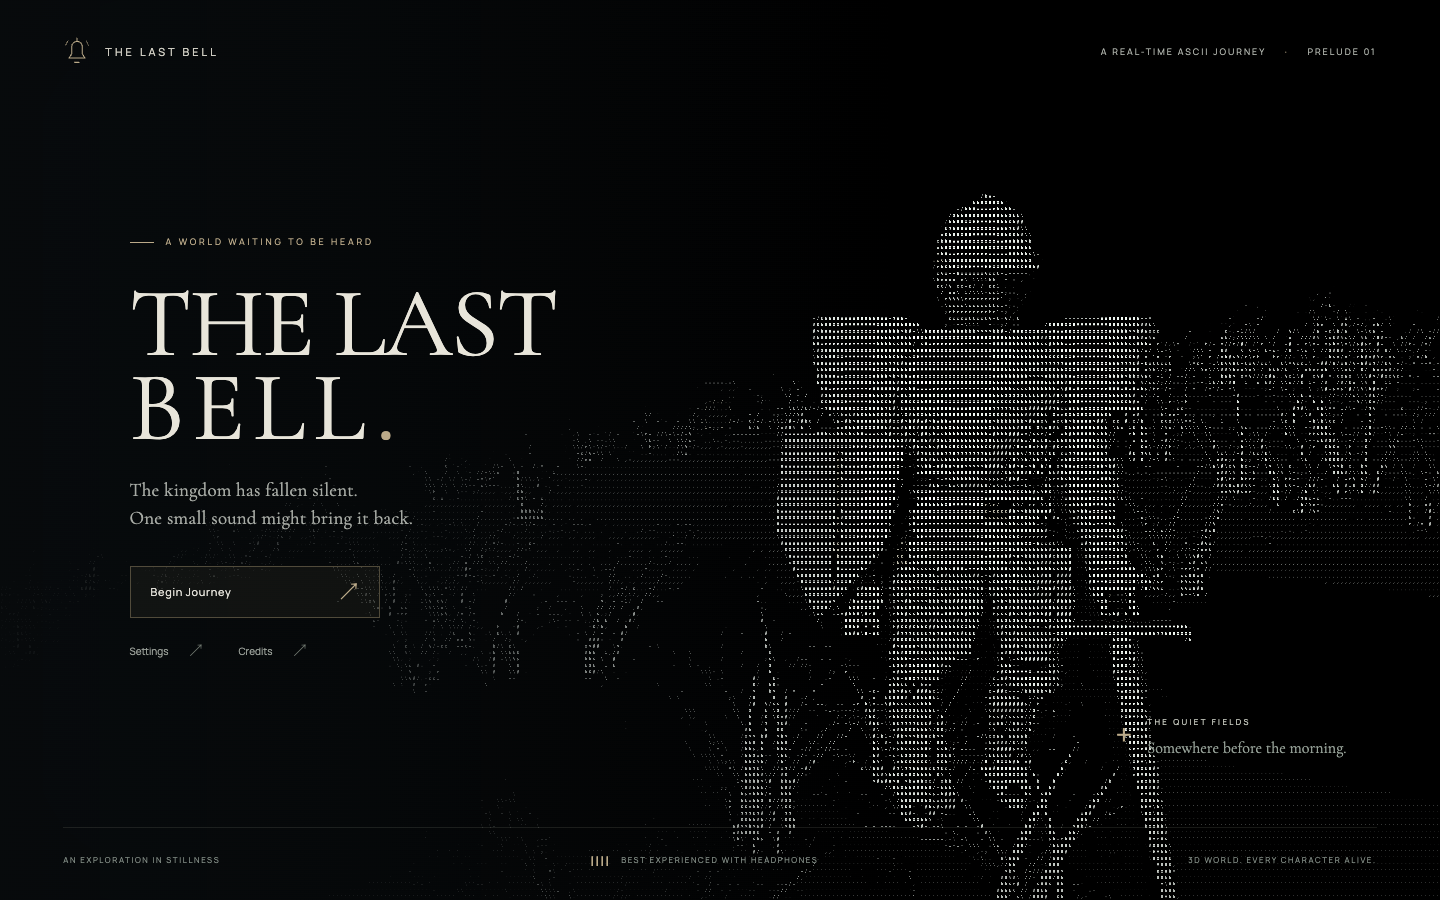 THE LAST BELL
A REAL-TIME ASCII JOURNEY · PRELUDE 01
A WORLD WAITING TO BE HEARD
THE LAST
BELL.
The kingdom has fallen silent.
One small sound might bring it back.
Begin Journey
Settings
Credits
THE QUIET FIELDS
Somewhere before the morning.
AN EXPLORATION IN STILLNESS
BEST EXPERIENCED WITH HEADPHONES
3D WORLD. EVERY CHARACTER ALIVE.